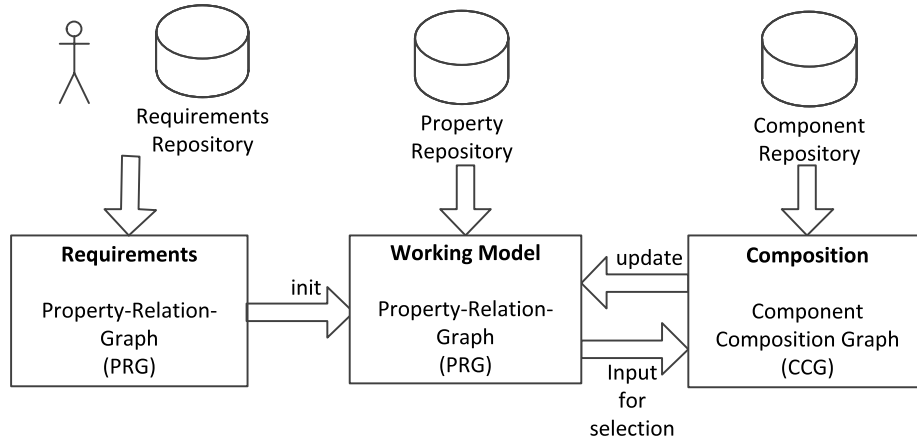 Requirements
Repository
Property
Repository
Component
Repository
Requirements
Property-Relation-
Graph
(PRG)
init
Working Model
Property-Relation-
Graph
(PRG)
update
Input
for
selection
Composition
Component
Composition Graph
(CCG)